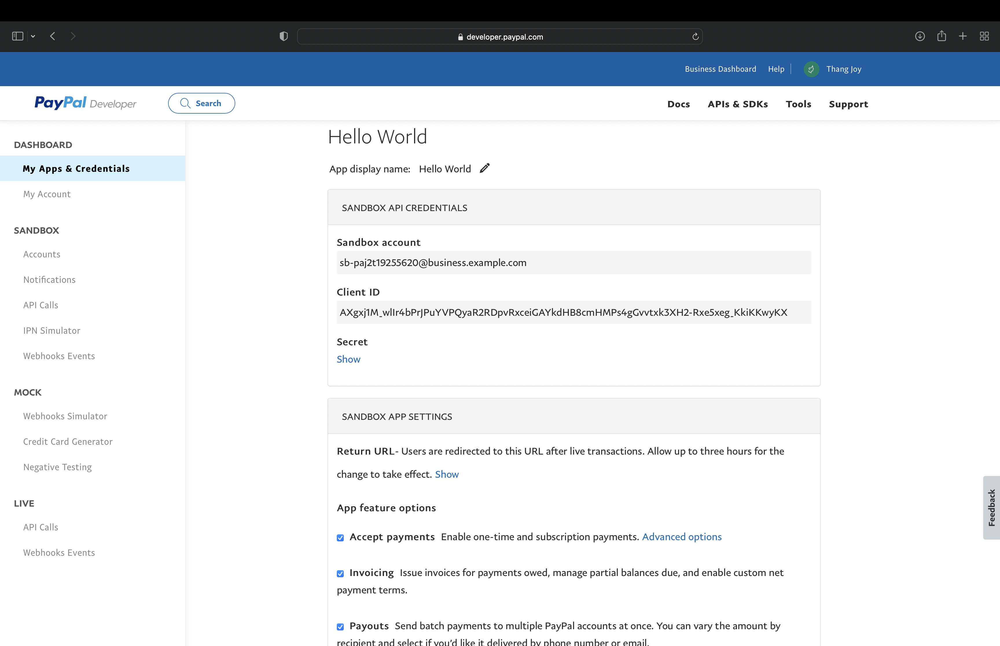 developer.paypal.com
Business Dashboard Help Thang Joy
PayPal Developer Search Docs APIs & SDKs Tools Support
DASHBOARD
My Apps & Credentials
My Account
SANDBOX
Accounts
Notifications
API Calls
IPN Simulator
Webhooks Events
MOCK
Webhooks Simulator
Credit Card Generator
Negative Testing
LIVE
API Calls
Webhooks Events
Hello World
App display name: Hello World
SANDBOX API CREDENTIALS
Sandbox account
sb-paj2t19255620@business.example.com
Client ID
AXgxj1M_wlIr4bPrJPuYVPQyaR2RDpvRxceiGAYkdHB8cmHMPs4gGvvtxk3XH2-Rxe5xeg_KkiKKwyKX
Secret
Show
SANDBOX APP SETTINGS
Return URL- Users are redirected to this URL after live transactions. Allow up to three hours for the
change to take effect. Show
App feature options
Accept payments Enable one-time and subscription payments. Advanced options
Invoicing Issue invoices for payments owed, manage partial balances due, and enable custom net
payment terms.
Payouts Send batch payments to multiple PayPal accounts at once. You can vary the amount by
recipient and select if you'd like it delivered by phone number or email.
Feedback